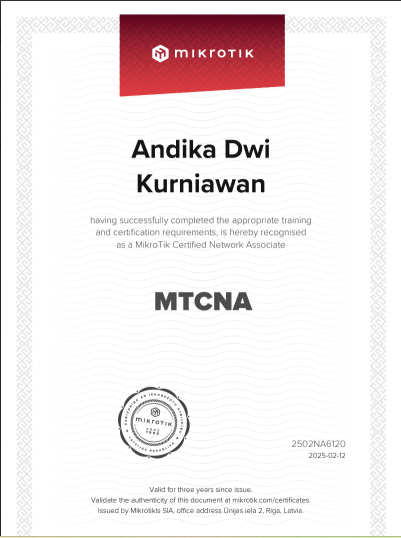 mikrotik
Andika Dwi
Kurniawan
having successfully completed the appropriate training
and certification requirements, is hereby recognised
as a MikroTik Certified Network Associate
MTCNA
mikrotik
2502NA6120
2025-02-12
Valid for three years since issue.
Validate the authenticity of this document at mikrotik.com/certificates.
Issued by Mikrotikls SIA, office address Ūnijas iela 2, Riga, Latvia.